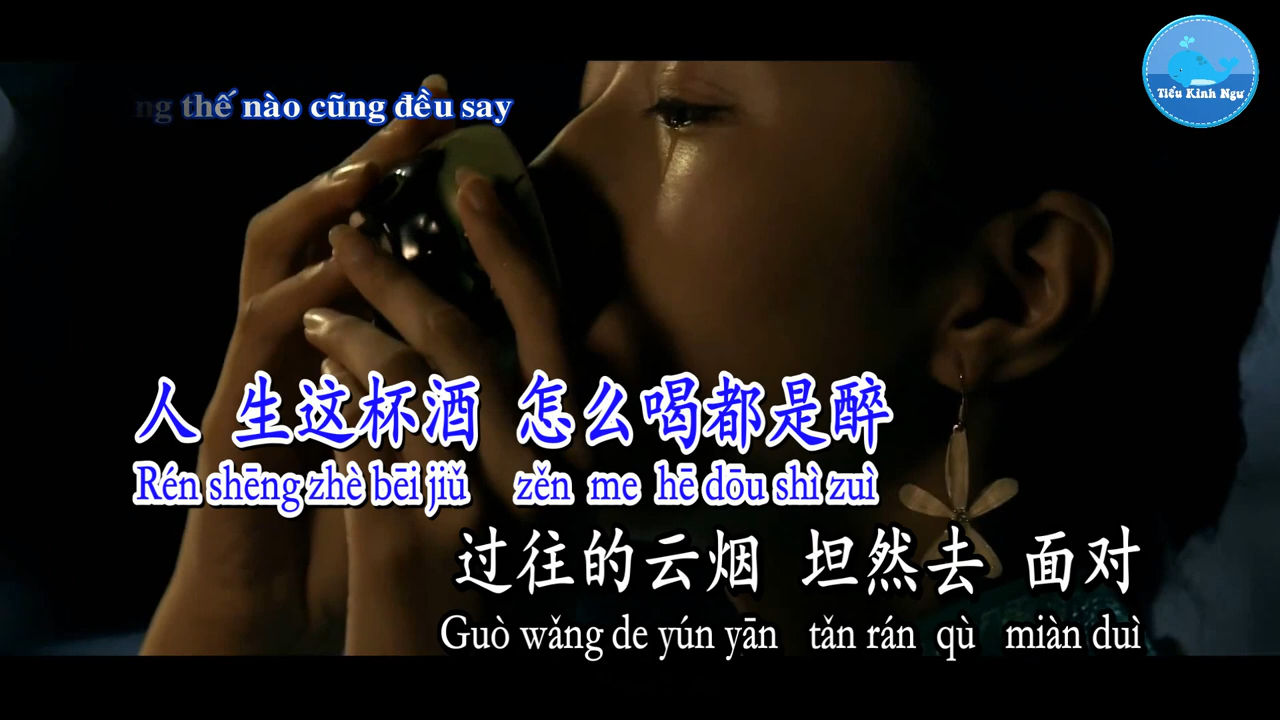 Tiểu Kình Ngư
thế nào cũng đều say
人 生这杯酒 怎么喝都是醉
Rén shēng zhè bēi jiǔ zěn me hē dōu shì zuì
过往的云烟 坦然去 面对
Guò wǎng de yún yān tǎn rán qù miàn duì